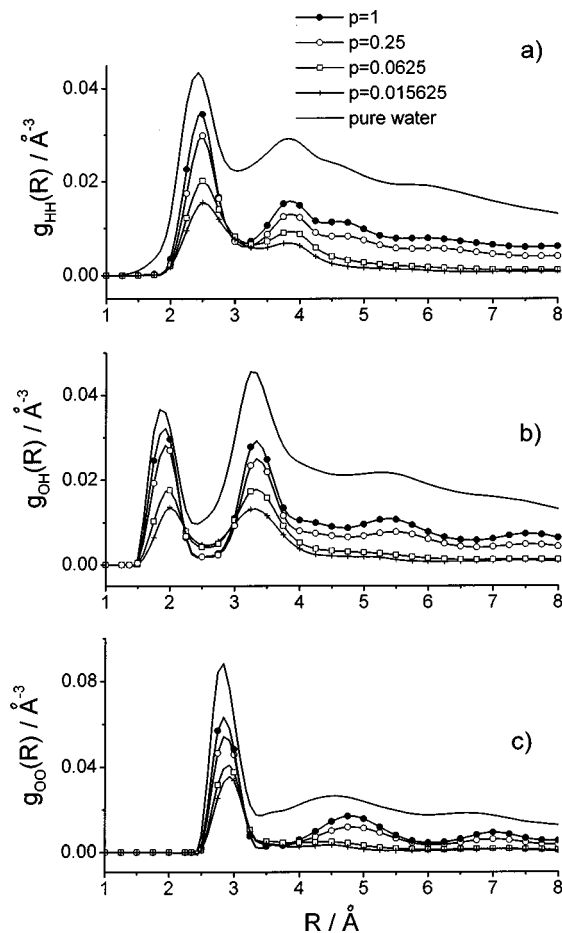 p=1
p=0.25
p=0.0625
p=0.015625
pure water
a)
0.04
0.02
0.00
g_HH(R) / Å^-3
1 2 3 4 5 6 7 8
b)
0.04
0.02
0.00
g_OH(R) / Å^-3
1 2 3 4 5 6 7 8
c)
0.08
0.04
0.00
g_OO(R) / Å^-3
1 2 3 4 5 6 7 8
R / Å